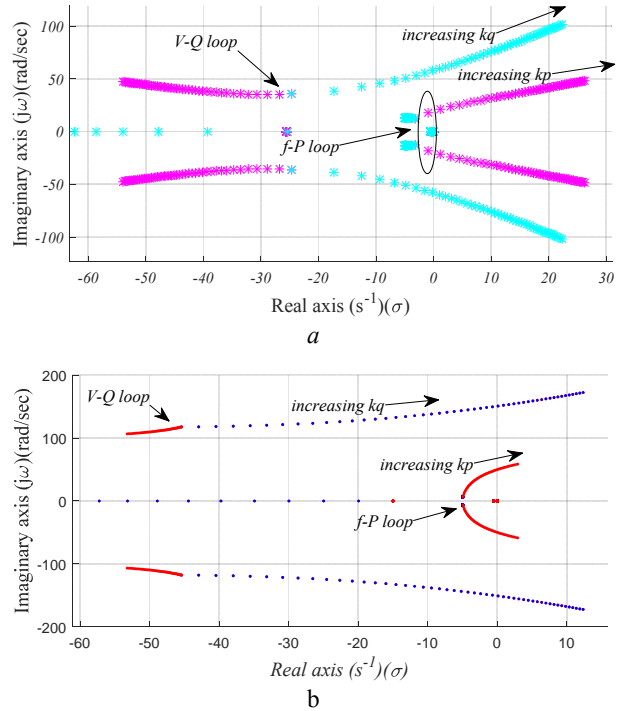 increasing kq
V-Q loop
100
increasing kp
50
0
f-P loop
-50
-100
Imaginary axis (jω)(rad/sec)
-60 -50 -40 -30 -20 -10 0 10 20 30
Real axis (s⁻¹)(σ)
a
200
V-Q loop
increasing kq
100
increasing kp
0
f-P loop
-100
-200
Imaginary axis (jω)(rad/sec)
-60 -50 -40 -30 -20 -10 0 10
Real axis (s⁻¹)(σ)
b